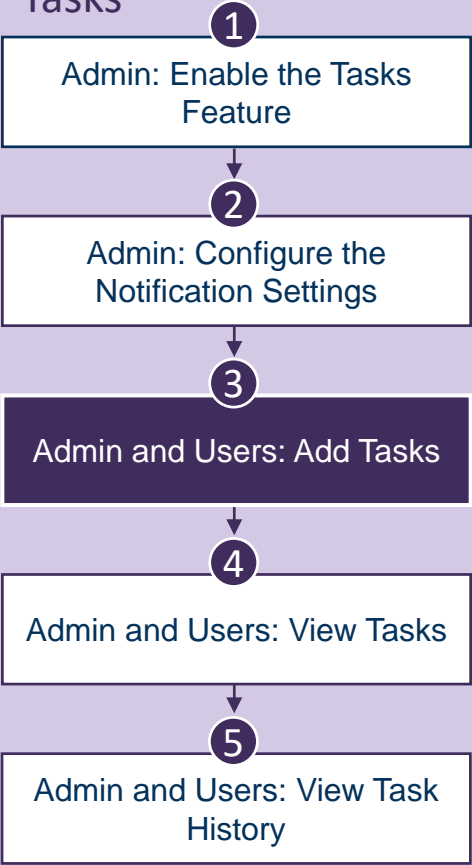 Tasks
1
Admin: Enable the Tasks
Feature
2
Admin: Configure the
Notification Settings
3
Admin and Users: Add Tasks
4
Admin and Users: View Tasks
5
Admin and Users: View Task
History